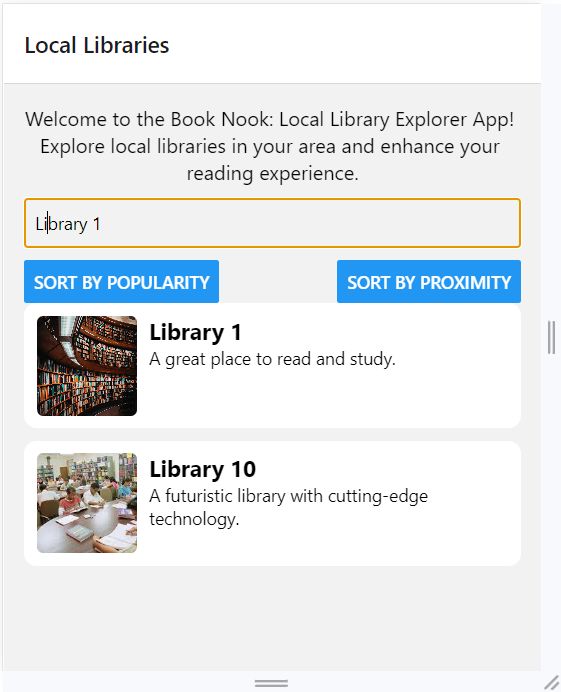 Local Libraries
Welcome to the Book Nook: Local Library Explorer App!
Explore local libraries in your area and enhance your
reading experience.
Library 1
SORT BY POPULARITY
SORT BY PROXIMITY
Library 1
A great place to read and study.
Library 10
A futuristic library with cutting-edge
technology.